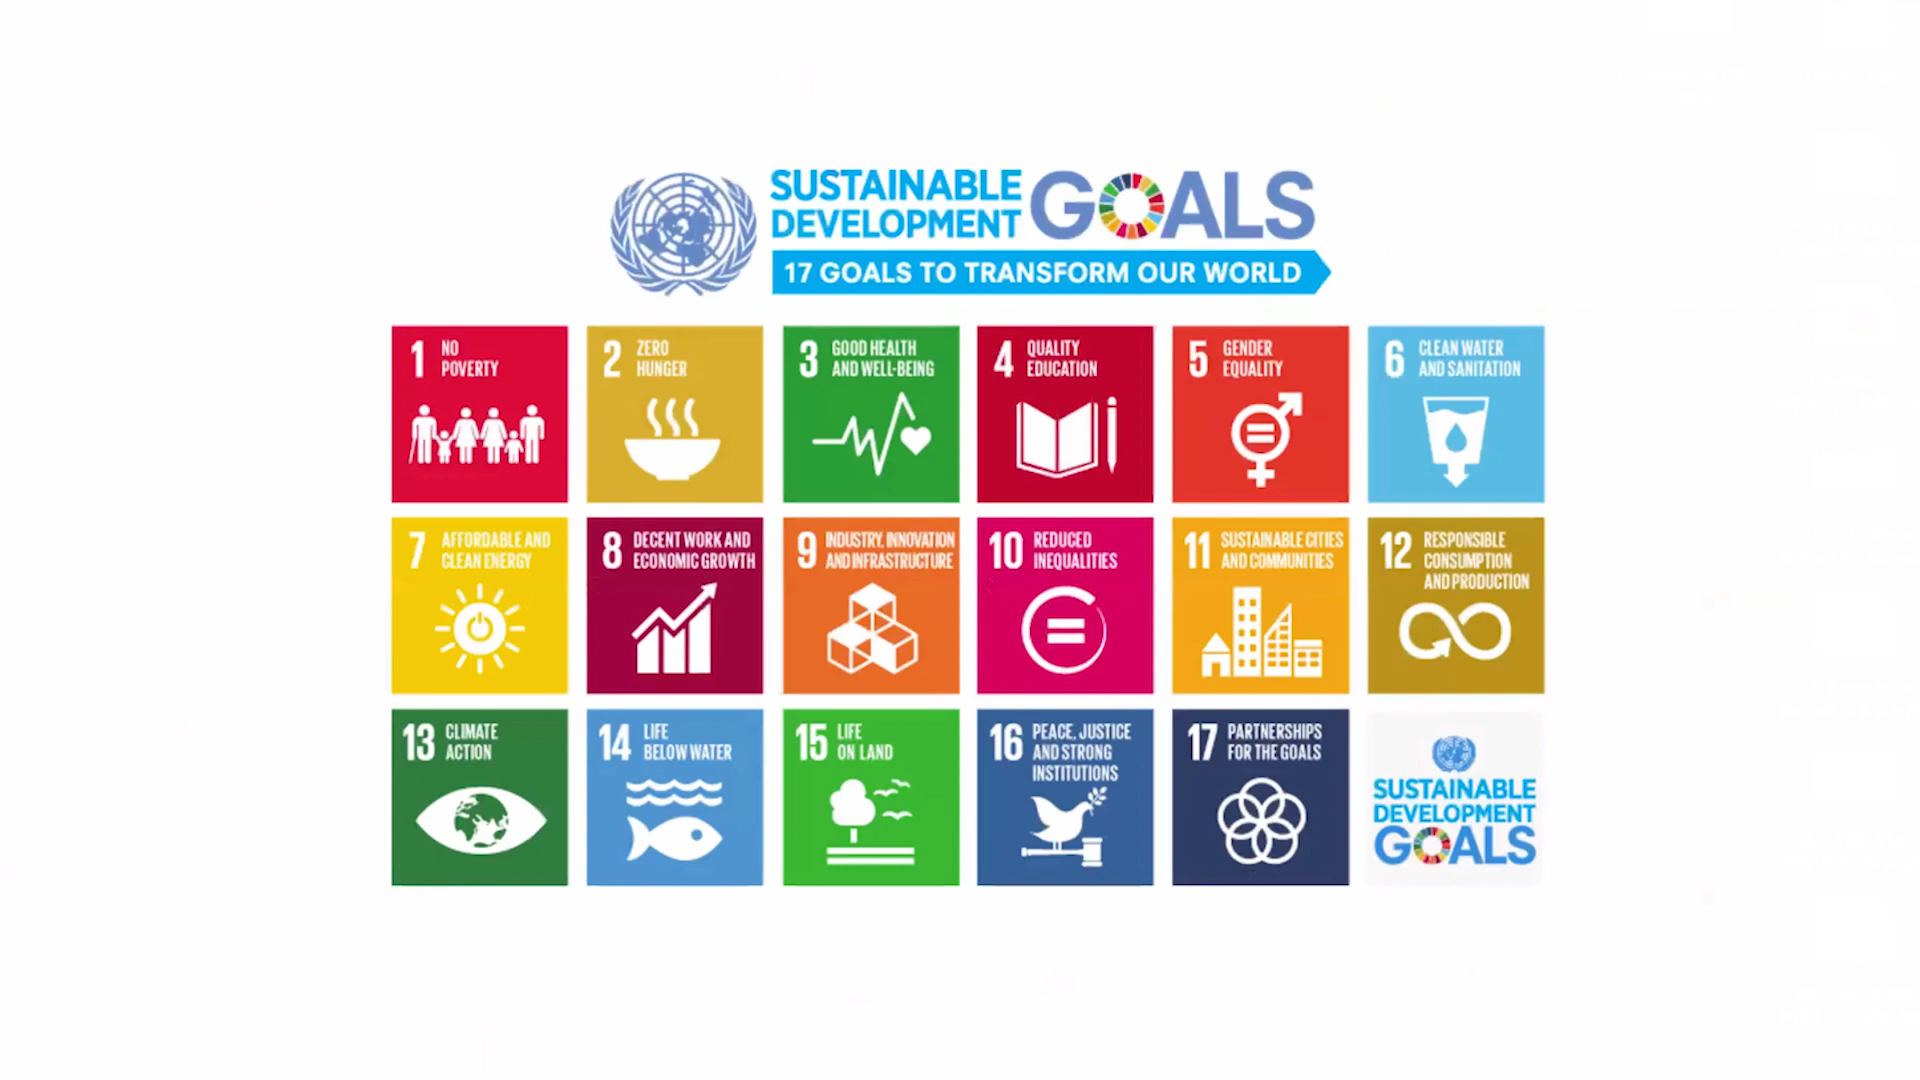 SUSTAINABLE
DEVELOPMENT
GOALS
17 GOALS TO TRANSFORM OUR WORLD
1 NO
POVERTY
2 ZERO
HUNGER
3 GOOD HEALTH
AND WELL-BEING
4 QUALITY
EDUCATION
5 GENDER
EQUALITY
6 CLEAN WATER
AND SANITATION
7 AFFORDABLE AND
CLEAN ENERGY
8 DECENT WORK AND
ECONOMIC GROWTH
9 INDUSTRY, INNOVATION
AND INFRASTRUCTURE
10 REDUCED
INEQUALITIES
11 SUSTAINABLE CITIES
AND COMMUNITIES
12 RESPONSIBLE
CONSUMPTION
AND PRODUCTION
13 CLIMATE
ACTION
14 LIFE
BELOW WATER
15 LIFE
ON LAND
16 PEACE, JUSTICE
AND STRONG
INSTITUTIONS
17 PARTNERSHIPS
FOR THE GOALS
SUSTAINABLE
DEVELOPMENT
GOALS